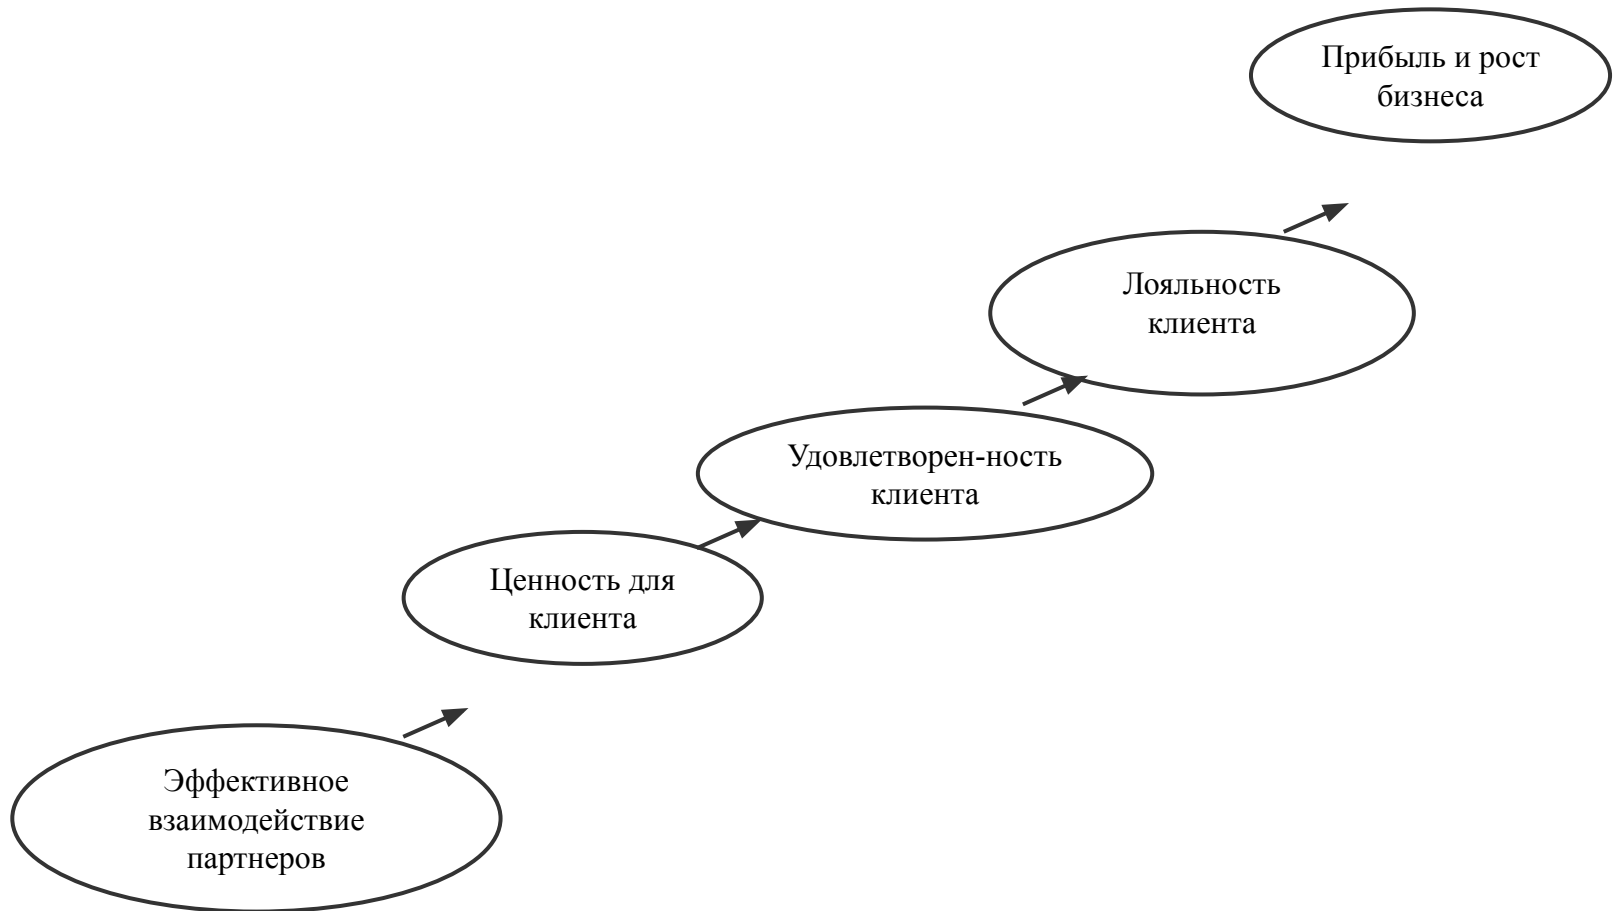 Прибыль и рост
бизнеса
Лояльность
клиента
Удовлетворен-ность
клиента
Ценность для
клиента
Эффективное
взаимодействие
партнеров